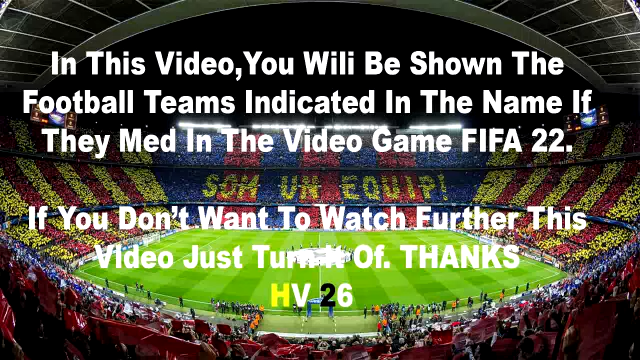 In This Video,You Wili Be Shown The
Football Teams Indicated In The Name If
They Med In The Video Game FIFA 22.
SOM UN EQUIP!
If You Don't Want To Watch Further This
Video Just Turn It Of. THANKS
HV 26